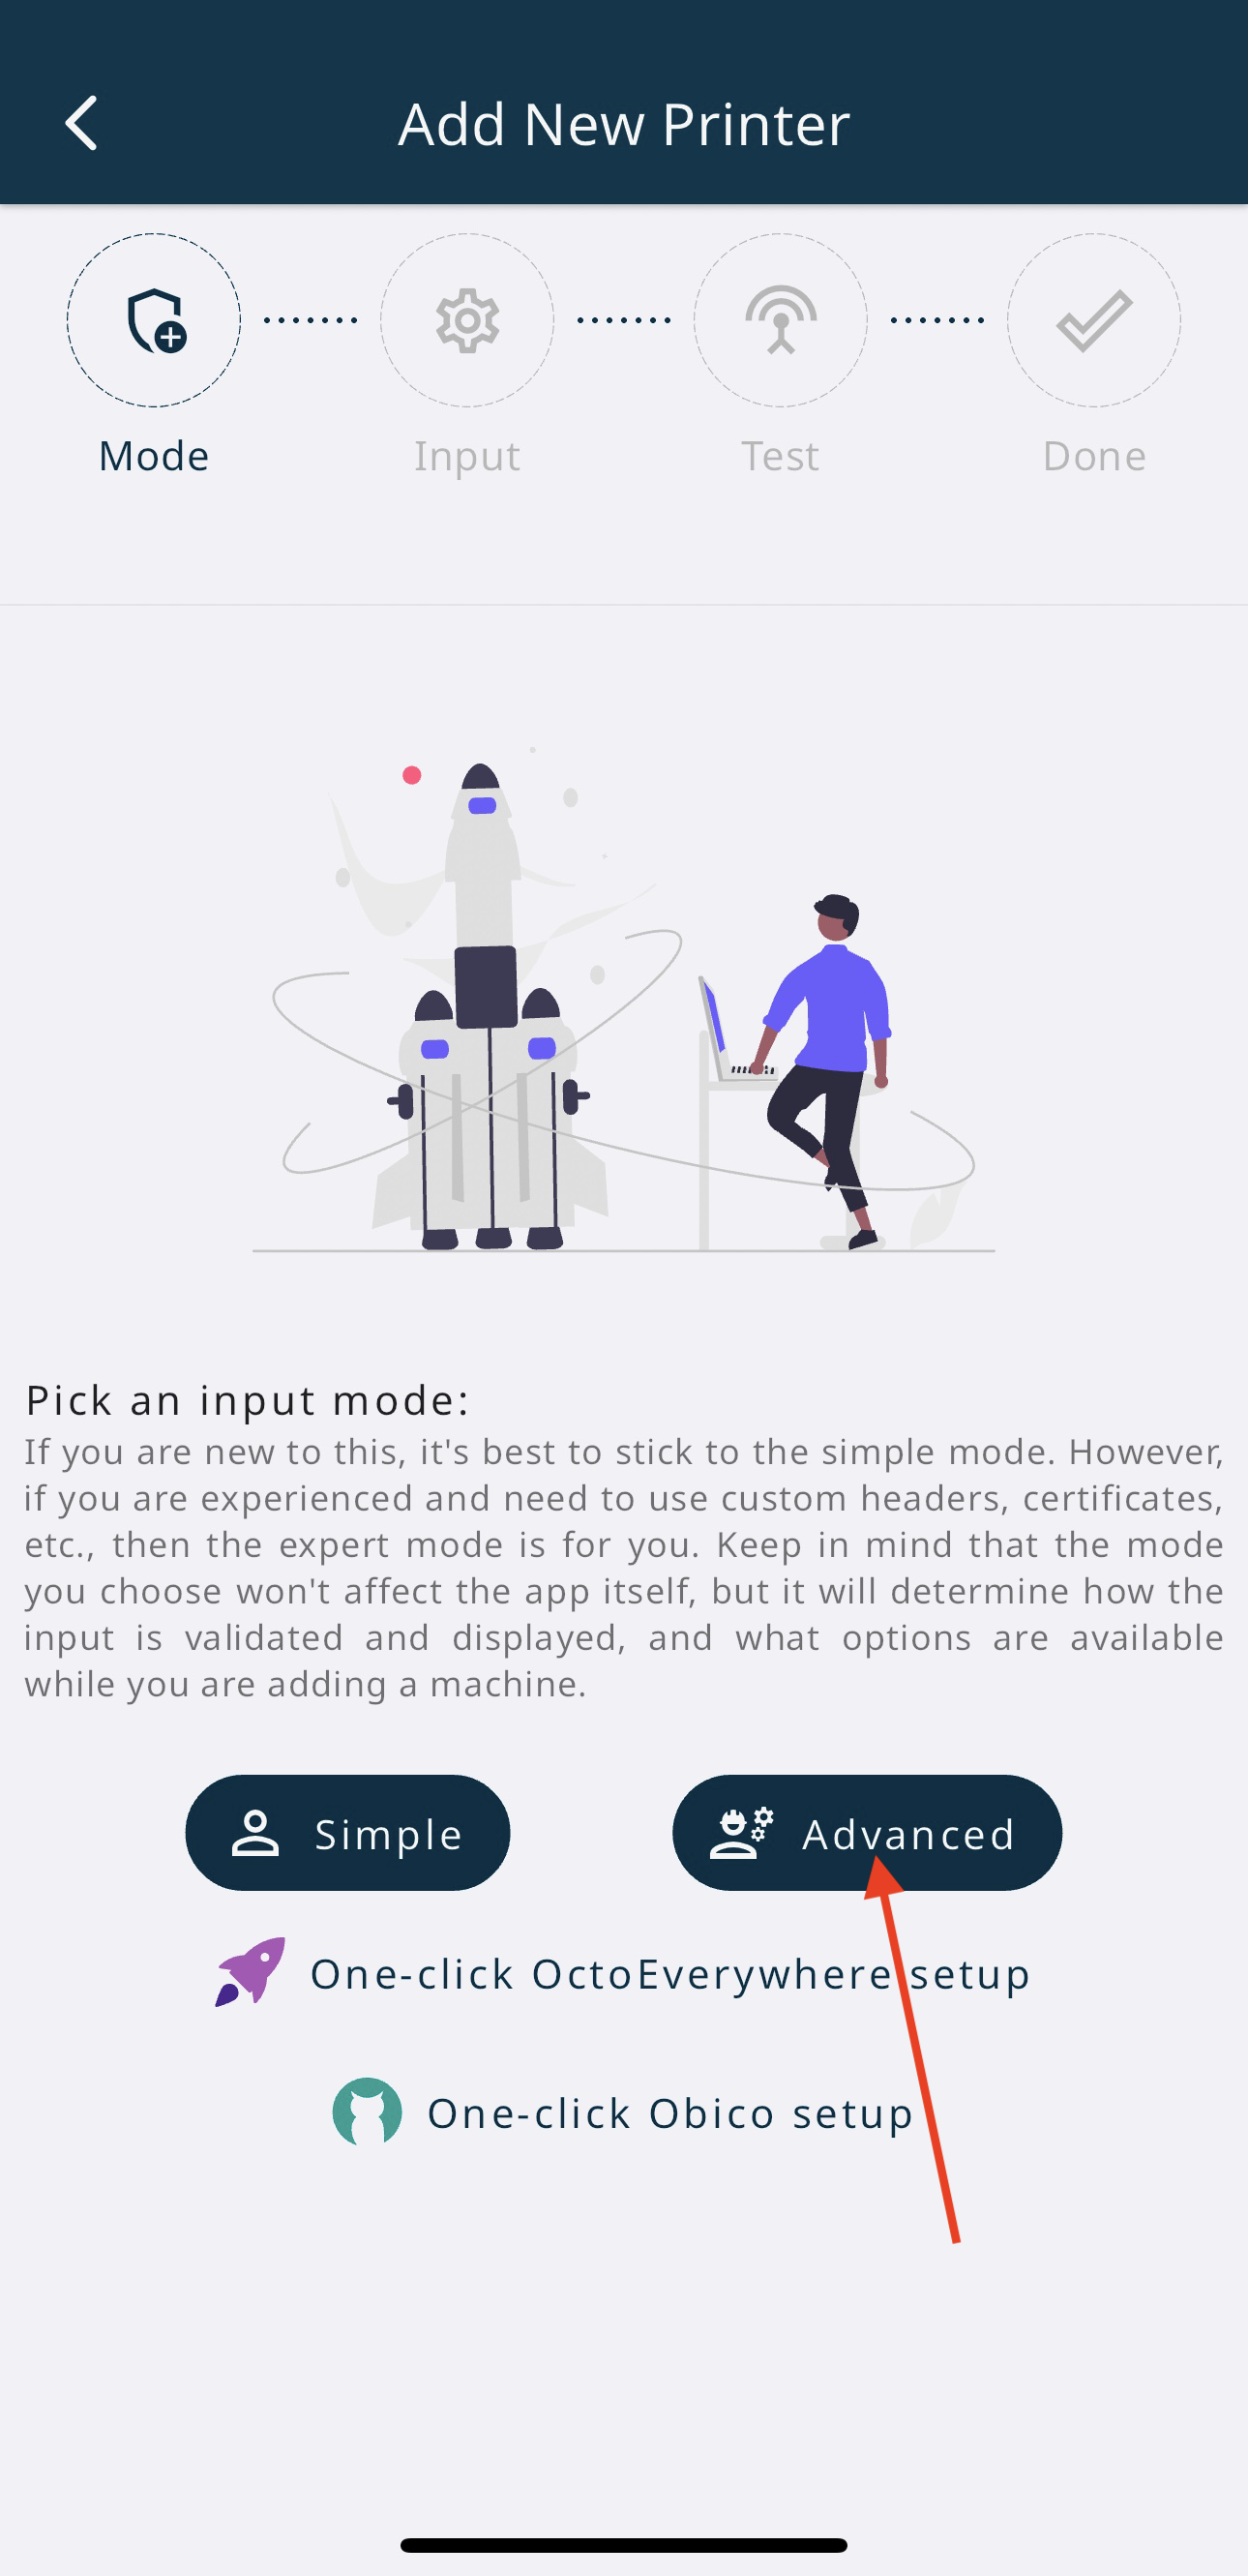 Add New Printer
Mode
Input
Test
Done
Pick an input mode:
If you are new to this, it's best to stick to the simple mode. However,
if you are experienced and need to use custom headers, certificates,
etc., then the expert mode is for you. Keep in mind that the mode
you choose won't affect the app itself, but it will determine how the
input is validated and displayed, and what options are available
while you are adding a machine.
Simple
Advanced
One-click OctoEverywhere setup
One-click Obico setup